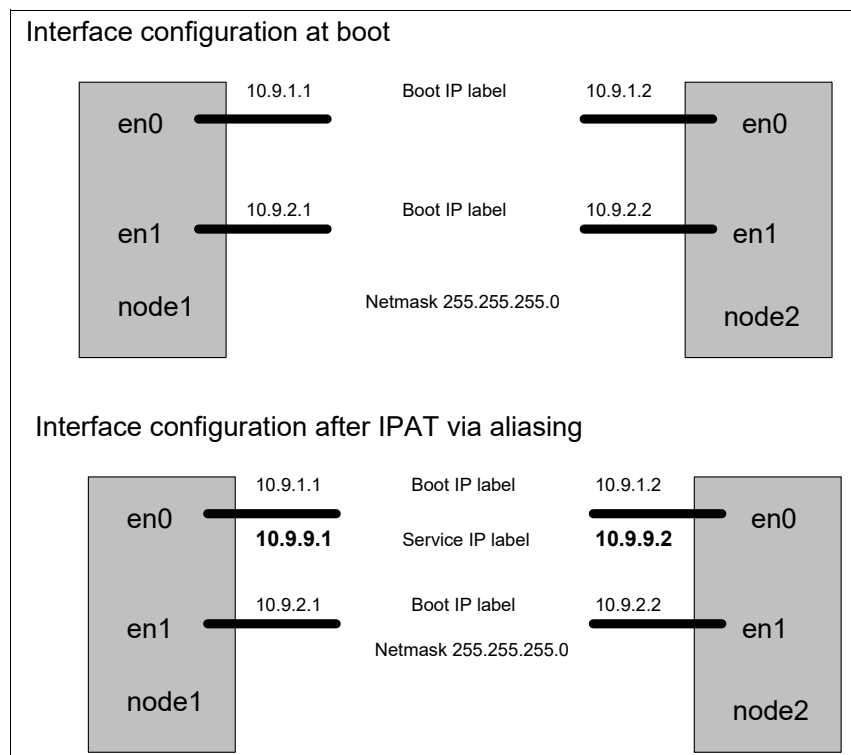 Interface configuration at boot
10.9.1.1 Boot IP label 10.9.1.2
en0 en0
10.9.2.1 Boot IP label 10.9.2.2
en1 en1
Netmask 255.255.255.0
node1 node2
Interface configuration after IPAT via aliasing
10.9.1.1 Boot IP label 10.9.1.2
en0 en0
10.9.9.1 Service IP label 10.9.9.2
10.9.2.1 Boot IP label 10.9.2.2
en1 en1
Netmask 255.255.255.0
node1 node2